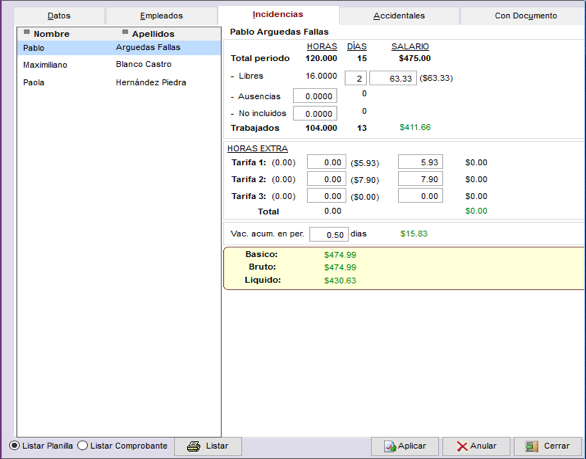 Datos Empleados Incidencias Accidentales Con Documento
Nombre Apellidos
Pablo Arguedas Fallas
Maximiliano Blanco Castro
Paola Hernández Piedra
Pablo Arguedas Fallas
HORAS DÍAS SALARIO
Total periodo 120.000 15 $475.00
- Libres 16.0000 2 63.33 ($63.33)
- Ausencias 0.0000 0
- No incluidos 0.0000 0
Trabajados 104.000 13 $411.66
HORAS EXTRA
Tarifa 1: (0.00) 0.00 ($5.93) 5.93 $0.00
Tarifa 2: (0.00) 0.00 ($7.90) 7.90 $0.00
Tarifa 3: (0.00) 0.00 ($0.00) 0.00 $0.00
Total 0.00 $0.00
Vac. acum. en per. 0.50 dias $15.83
Basico: $474.99
Bruto: $474.99
Liquido: $430.63
Listar Planilla Listar Comprobante Listar Aplicar Anular Cerrar